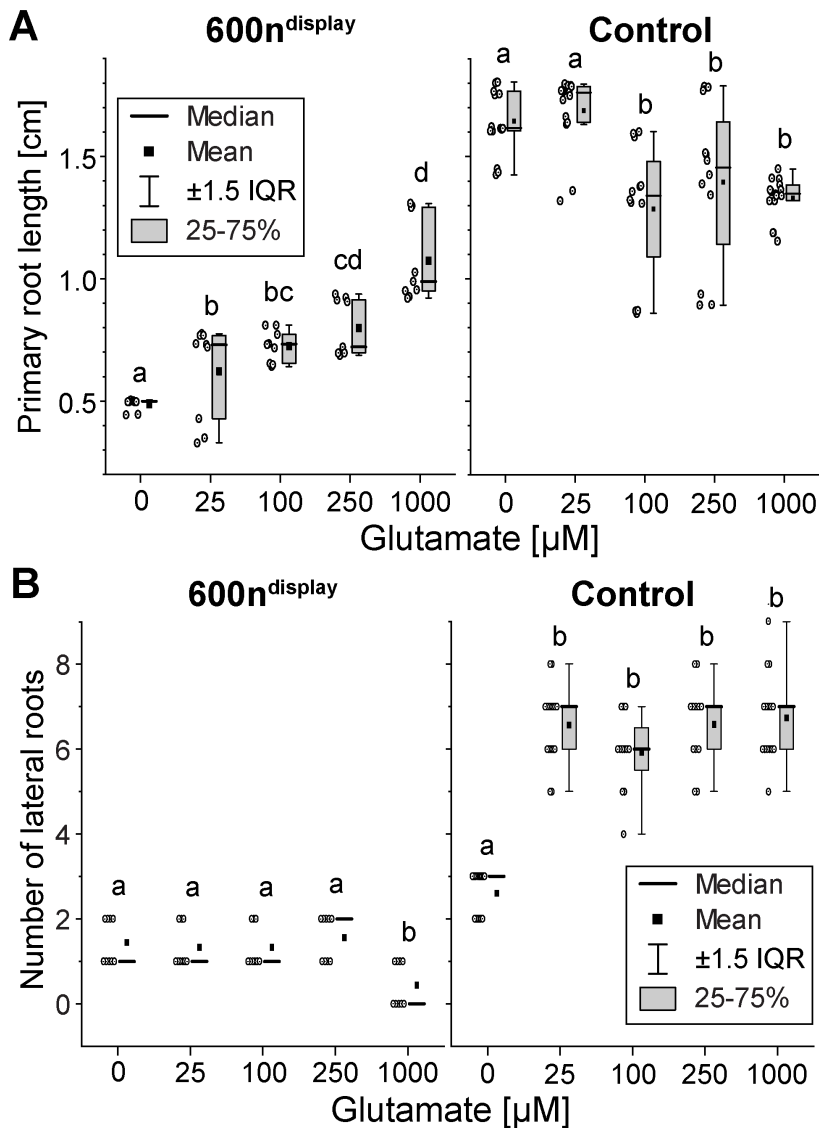 A
600n^display
Control
Primary root length [cm]
Median
Mean
±1.5 IQR
25-75%
1.5
1.0
0.5
a
b
bc
cd
d
a
a
b
b
b
0 25 100 250 1000
0 25 100 250 1000
Glutamate [µM]
B
600n^display
Control
Number of lateral roots
8
6
4
2
0
a
a
a
a
b
a
b
b
b
b
Median
Mean
±1.5 IQR
25-75%
0 25 100 250 1000
0 25 100 250 1000
Glutamate [µM]